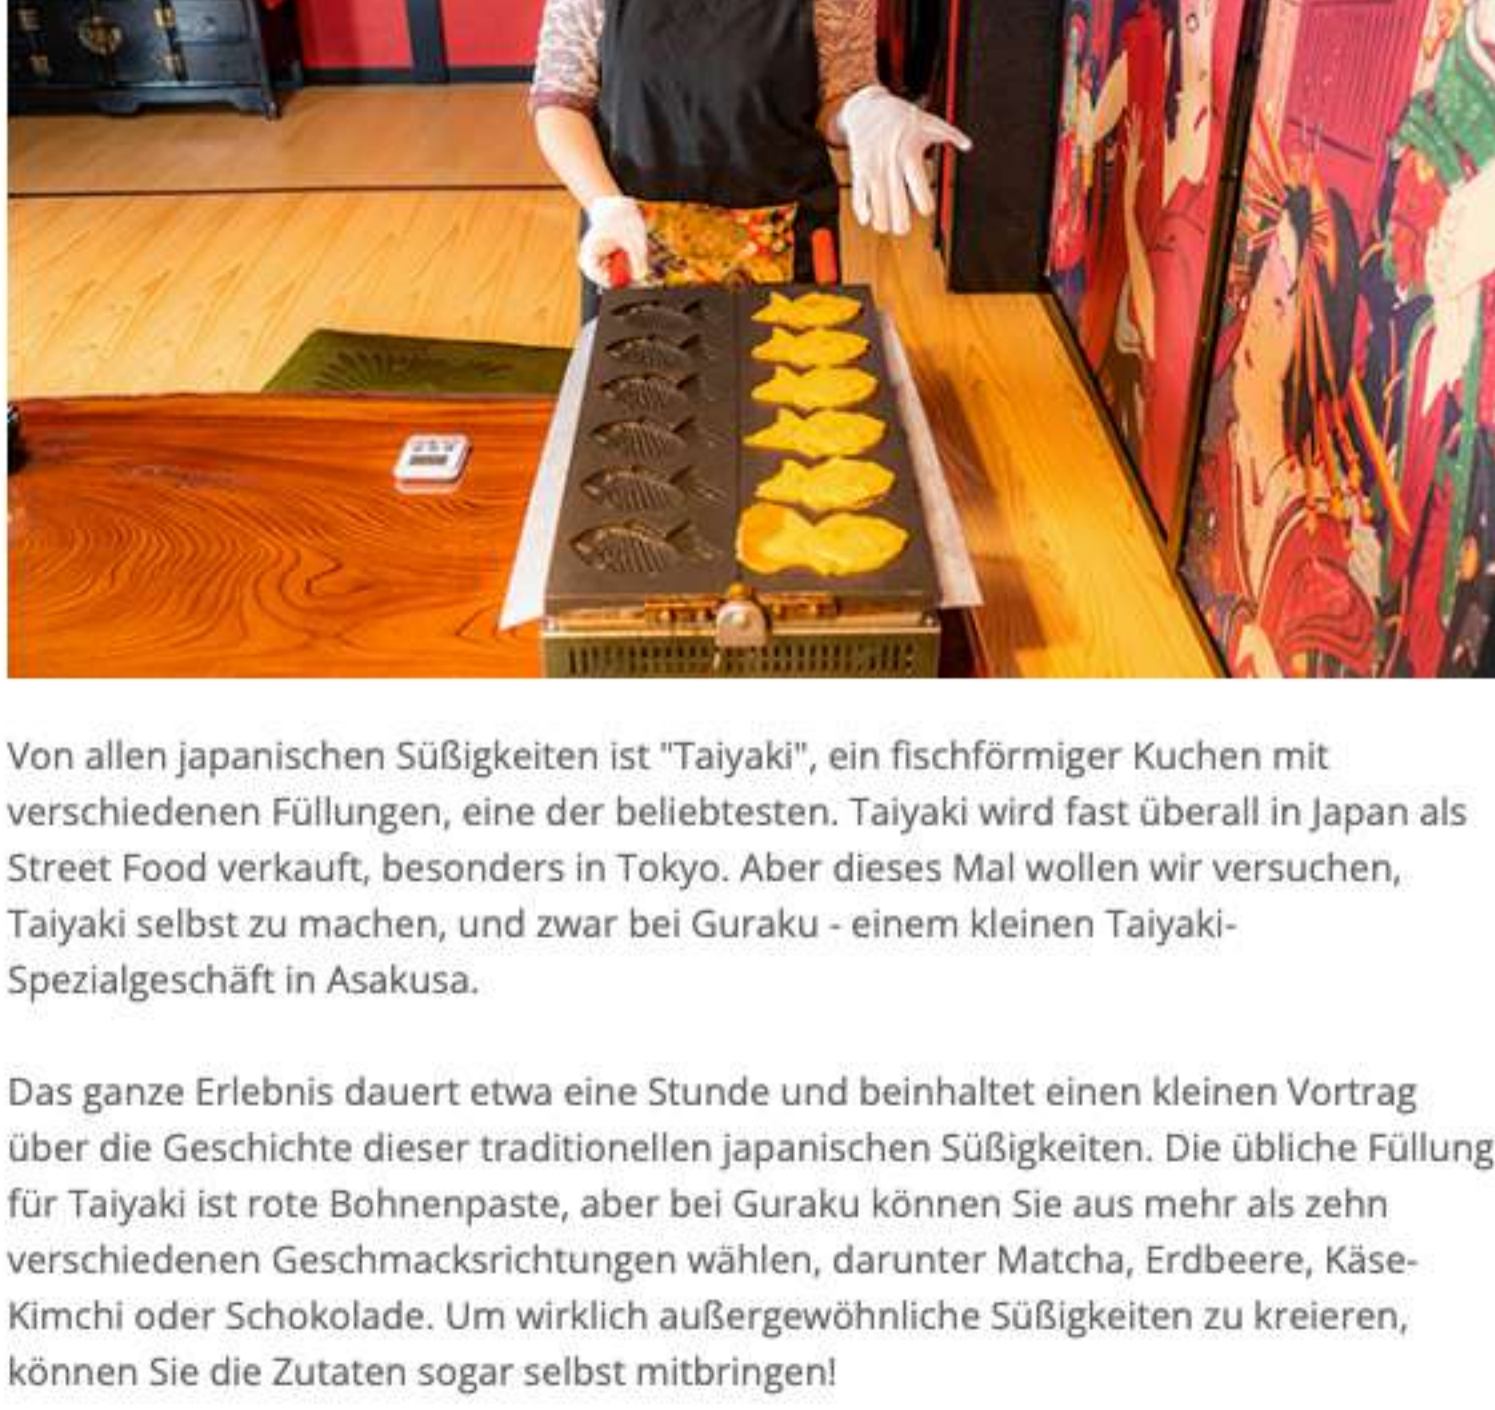 Von allen japanischen Süßigkeiten ist "Taiyaki", ein fischförmiger Kuchen mit
verschiedenen Füllungen, eine der beliebtesten. Taiyaki wird fast überall in Japan als
Street Food verkauft, besonders in Tokyo. Aber dieses Mal wollen wir versuchen,
Taiyaki selbst zu machen, und zwar bei Guraku - einem kleinen Taiyaki-
Spezialgeschäft in Asakusa.
Das ganze Erlebnis dauert etwa eine Stunde und beinhaltet einen kleinen Vortrag
über die Geschichte dieser traditionellen japanischen Süßigkeiten. Die übliche Füllung
für Taiyaki ist rote Bohnenpaste, aber bei Guraku können Sie aus mehr als zehn
verschiedenen Geschmacksrichtungen wählen, darunter Matcha, Erdbeere, Käse-
Kimchi oder Schokolade. Um wirklich außergewöhnliche Süßigkeiten zu kreieren,
können Sie die Zutaten sogar selbst mitbringen!